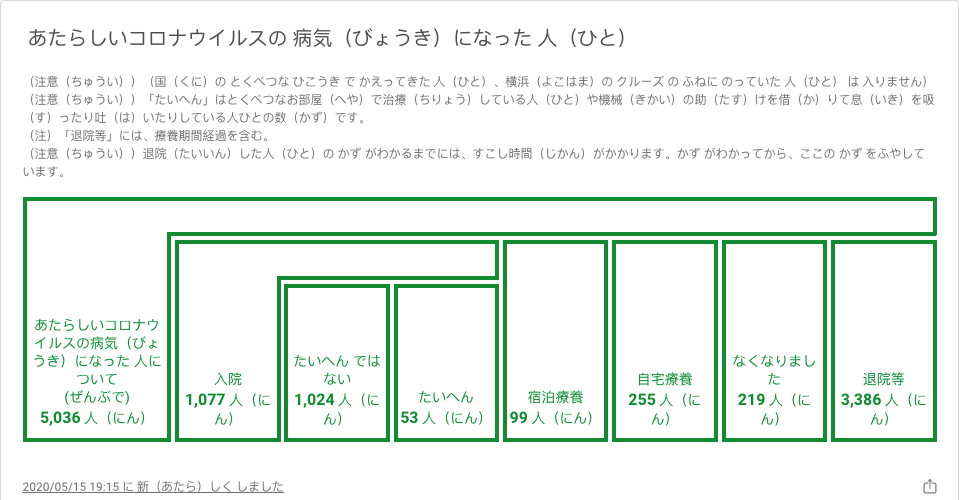 あたらしいコロナウイルスの 病気（びょうき）になった 人（ひと）
（注意（ちゅうい））（国（くに）の とくべつな ひこうき で かえってきた 人（ひと）、横浜（よこはま）の クルーズ の ふねに のっていた 人（ひと） は 入りません）
（注意（ちゅうい））「たいへん」はとくべつなお部屋（へや）で治療（ちりょう）している人（ひと）や機械（きかい）の助（たす）けを借（か）りて息（いき）を吸
（す）ったり吐（は）いたりしている人ひとの数（かず）です。
（注）「退院等」には、療養期間経過を含む。
（注意（ちゅうい））退院（たいいん）した人（ひと）の かず がわかるまでには、すこし時間（じかん）がかかります。かず がわかってから、ここの かず をふやして
います。
あたらしいコロナウ
イルスの病気（びょ
うき）になった 人に
ついて
(ぜんぶで)
5,036 人（にん）
入院
1,077 人（に
ん）
たいへん では
ない
1,024 人（に
ん）
たいへん
53 人（にん）
宿泊療養
99 人（にん）
自宅療養
255 人（に
ん）
なくなりまし
た
219 人（に
ん）
退院等
3,386 人（に
ん）
2020/05/15 19:15 に 新（あたら）しく しました